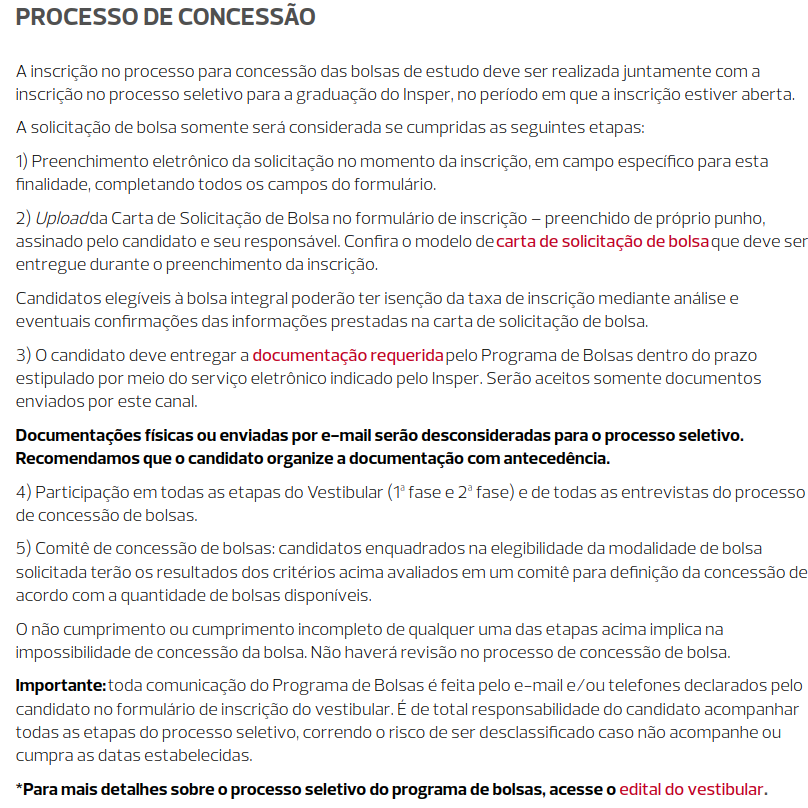 PROCESSO DE CONCESSÃO
A inscrição no processo para concessão das bolsas de estudo deve ser realizada juntamente com a
inscrição no processo seletivo para a graduação do Insper, no período em que a inscrição estiver aberta.
A solicitação de bolsa somente será considerada se cumpridas as seguintes etapas:
1) Preenchimento eletrônico da solicitação no momento da inscrição, em campo específico para esta
finalidade, completando todos os campos do formulário.
2) Upload da Carta de Solicitação de Bolsa no formulário de inscrição – preenchido de próprio punho,
assinado pelo candidato e seu responsável. Confira o modelo de carta de solicitação de bolsa que deve ser
entregue durante o preenchimento da inscrição.
Candidatos elegíveis à bolsa integral poderão ter isenção da taxa de inscrição mediante análise e
eventuais confirmações das informações prestadas na carta de solicitação de bolsa.
3) O candidato deve entregar a documentação requerida pelo Programa de Bolsas dentro do prazo
estipulado por meio do serviço eletrônico indicado pelo Insper. Serão aceitos somente documentos
enviados por este canal.
Documentações físicas ou enviadas por e-mail serão desconsideradas para o processo seletivo.
Recomendamos que o candidato organize a documentação com antecedência.
4) Participação em todas as etapas do Vestibular (1ª fase e 2ª fase) e de todas as entrevistas do processo
de concessão de bolsas.
5) Comitê de concessão de bolsas: candidatos enquadrados na elegibilidade da modalidade de bolsa
solicitada terão os resultados dos critérios acima avaliados em um comitê para definição da concessão de
acordo com a quantidade de bolsas disponíveis.
O não cumprimento ou cumprimento incompleto de qualquer uma das etapas acima implica na
impossibilidade de concessão da bolsa. Não haverá revisão no processo de concessão de bolsa.
Importante: toda comunicação do Programa de Bolsas é feita pelo e-mail e/ou telefones declarados pelo
candidato no formulário de inscrição do vestibular. É de total responsabilidade do candidato acompanhar
todas as etapas do processo seletivo, correndo o risco de ser desclassificado caso não acompanhe ou
cumpra as datas estabelecidas.
*Para mais detalhes sobre o processo seletivo do programa de bolsas, acesse o edital do vestibular.